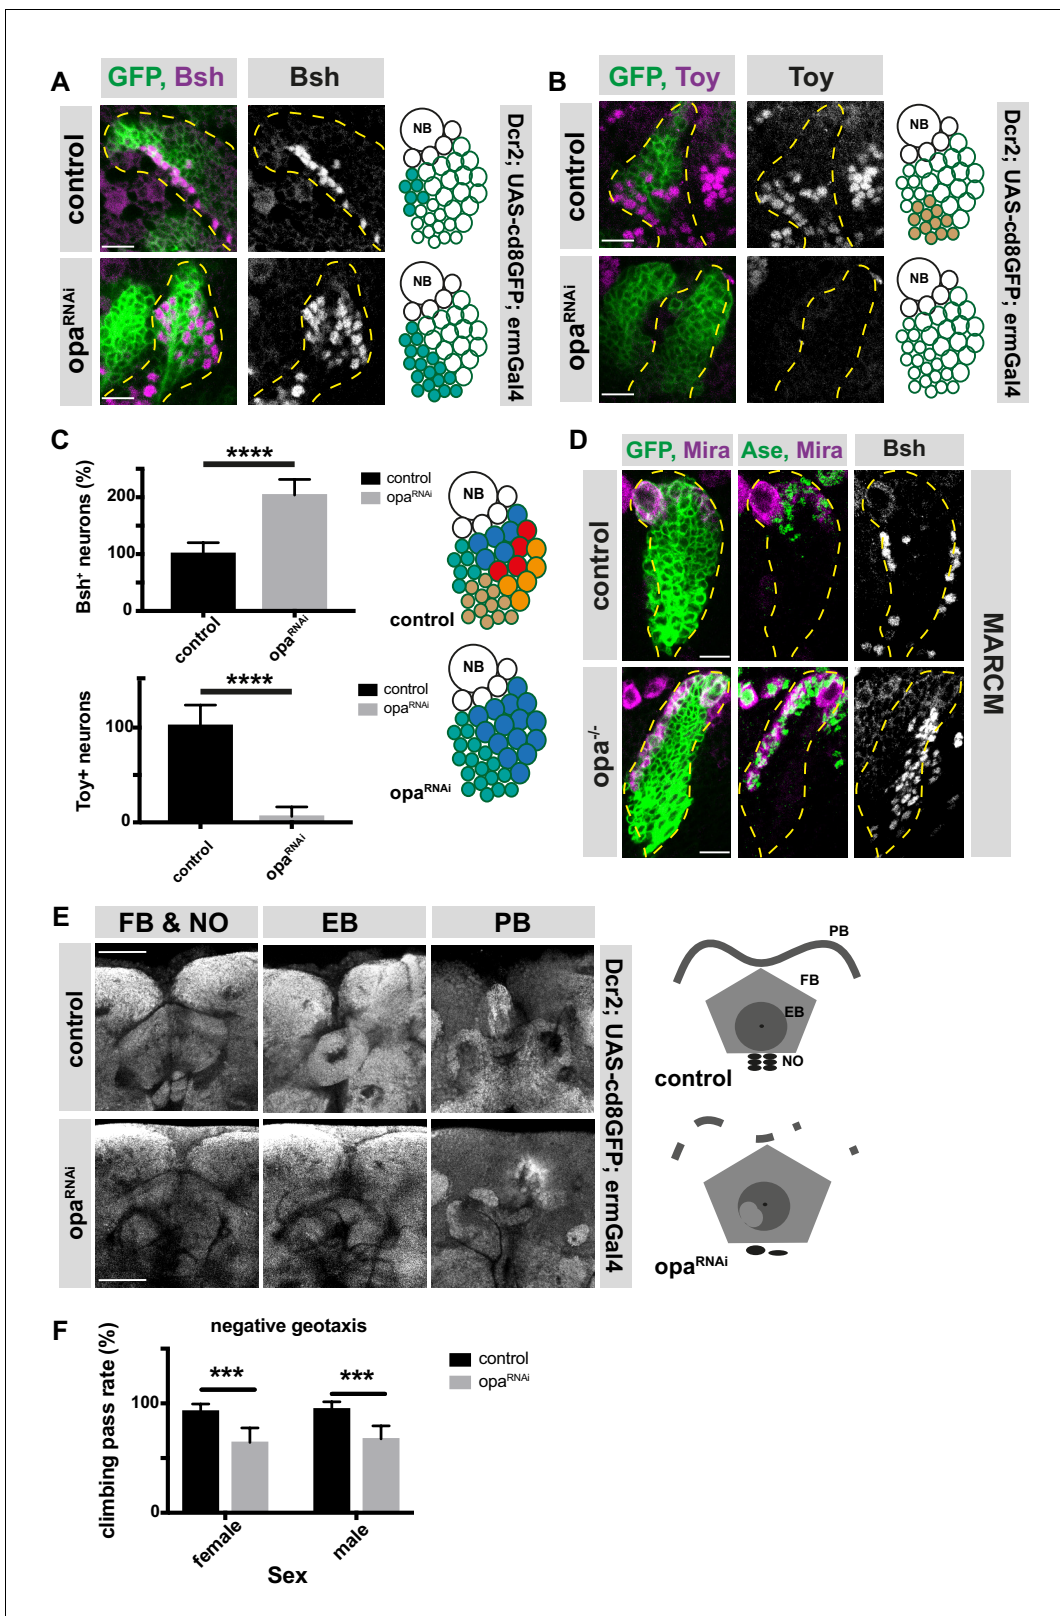 A
GFP, Bsh
Bsh
control
opaRNAi
NB
NB
Dcr2; UAS-cd8GFP; ermGal4
B
GFP, Toy
Toy
control
opaRNAi
NB
NB
Dcr2; UAS-cd8GFP; ermGal4
C
Bsh+ neurons (%)
200
100
0
****
control
opaRNAi
control
opaRNAi
Toy+ neurons
100
0
****
control
opaRNAi
control
opaRNAi
NB
control
NB
opaRNAi
D
GFP, Mira
Ase, Mira
Bsh
control
opa-/-
MARCM
E
FB & NO
EB
PB
control
opaRNAi
Dcr2; UAS-cd8GFP; ermGal4
PB
FB
EB
NO
control
opaRNAi
F
negative geotaxis
climbing pass rate (%)
100
0
***
***
control
opaRNAi
female
male
Sex